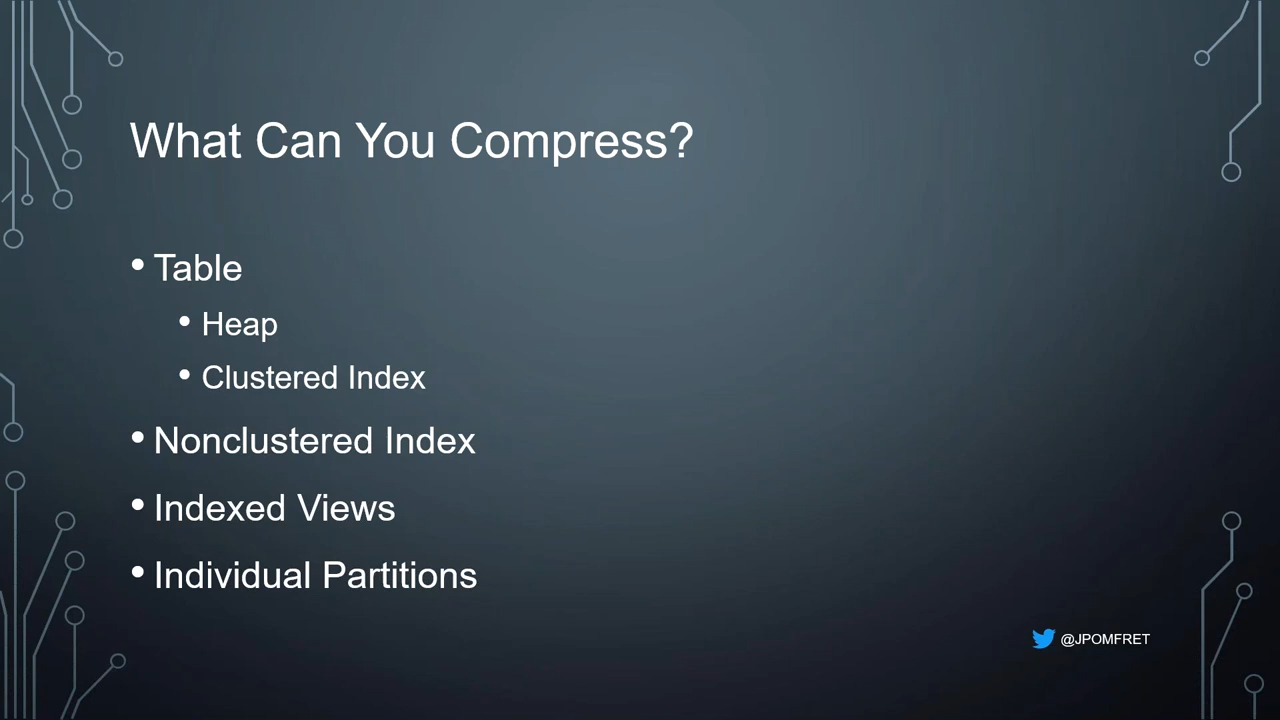 What Can You Compress?
• Table
• Heap
• Clustered Index
• Nonclustered Index
• Indexed Views
• Individual Partitions
@JPOMFRET